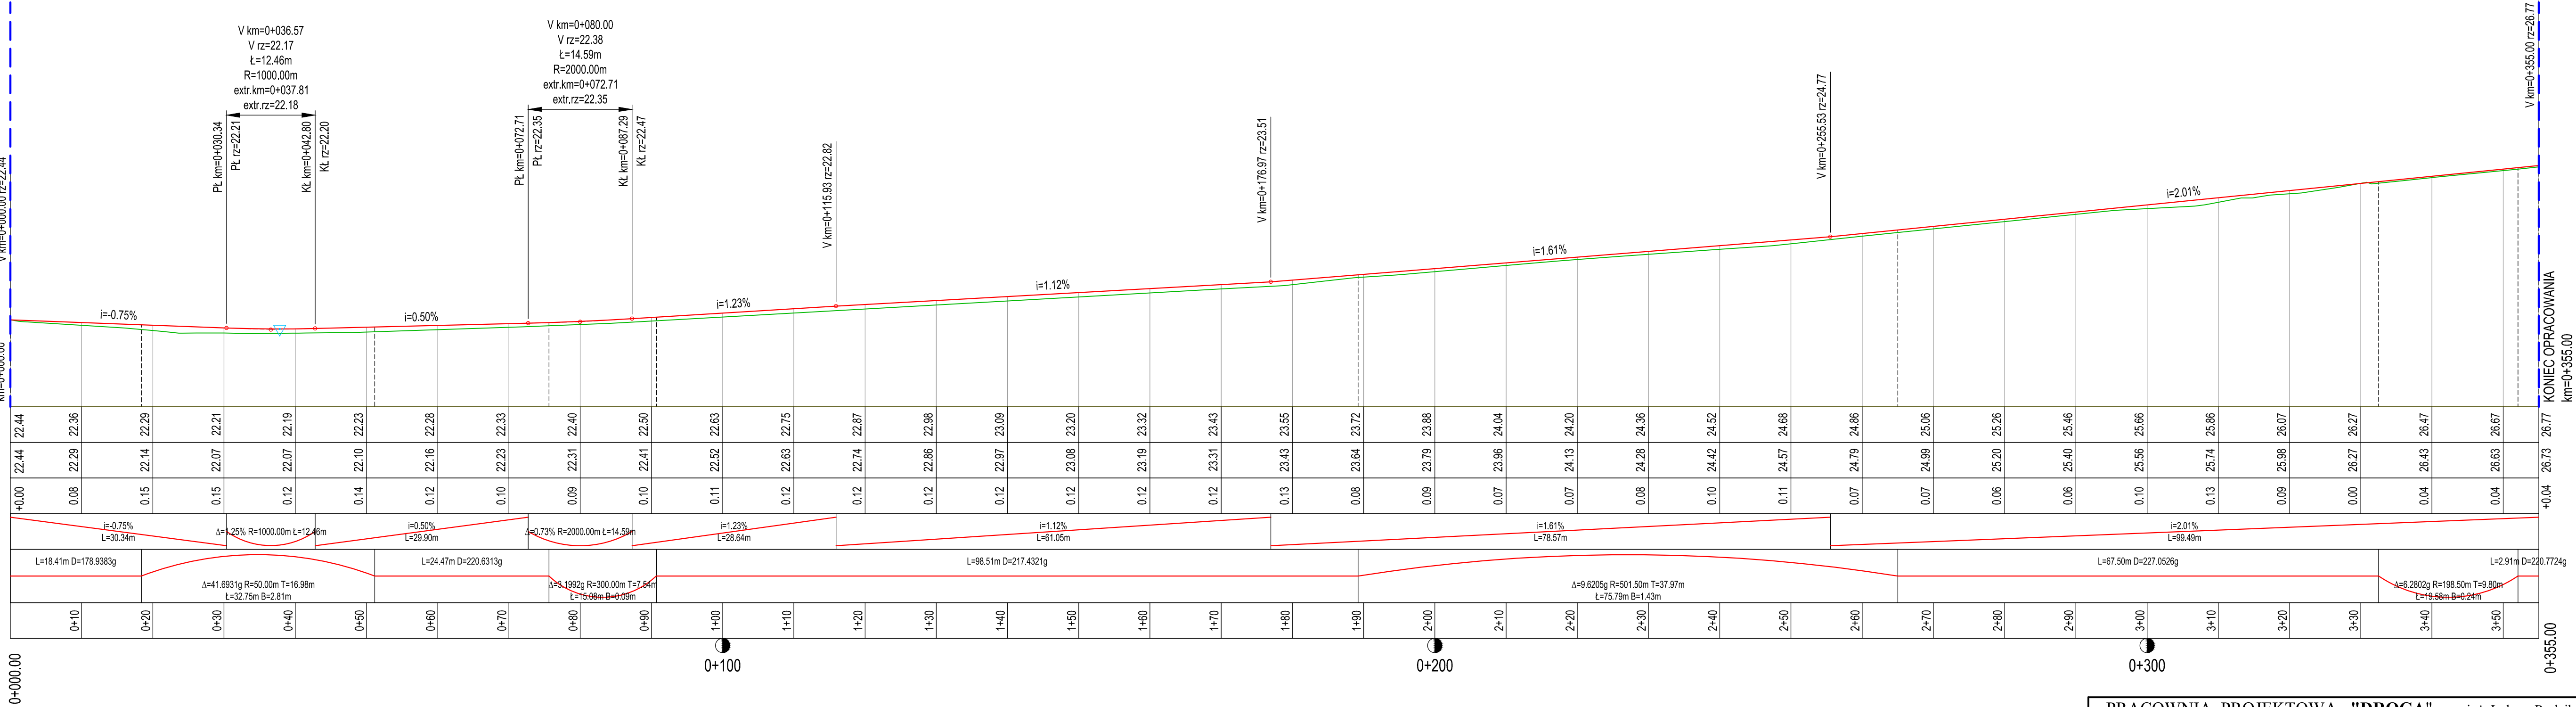 V km=0+036.57
V rz=22.17
Ł=12.46m
R=1000.00m
extr.km=0+037.81
extr.rz=22.18
V km=0+080.00
V rz=22.38
Ł=14.59m
R=2000.00m
extr.km=0+072.71
extr.rz=22.35
V km=0+000.00 rz=22.44
PŁ km=0+030.34
PŁ rz=22.21
KŁ km=0+042.80
KŁ rz=22.20
PŁ km=0+072.71
PŁ rz=22.35
KŁ km=0+087.29
KŁ rz=22.47
V km=0+115.93 rz=22.82
V km=0+176.97 rz=23.51
V km=0+255.53 rz=24.77
V km=0+355.00 rz=26.77
i=-0.75%
i=0.50%
i=1.23%
i=1.12%
i=1.61%
i=2.01%
km=0+000.00
KONIEC OPRACOWANIA
km=0+355.00
22.44 22.36 22.29 22.21 22.19 22.23 22.28 22.33 22.40 22.50 22.63 22.75 22.87 22.98 23.09 23.20 23.32 23.43 23.55 23.72 23.88 24.04 24.20 24.36 24.52 24.68 24.86 25.06 25.26 25.46 25.66 25.86 26.07 26.27 26.47 26.67 26.77
22.44 22.29 22.14 22.07 22.07 22.10 22.16 22.23 22.31 22.41 22.52 22.63 22.74 22.86 22.97 23.08 23.19 23.31 23.43 23.64 23.79 23.96 24.13 24.28 24.42 24.57 24.79 24.99 25.20 25.40 25.56 25.74 25.98 26.27 26.43 26.63 26.73
+0.00 0.08 0.15 0.15 0.12 0.14 0.12 0.10 0.09 0.10 0.11 0.12 0.12 0.12 0.12 0.12 0.12 0.12 0.13 0.08 0.09 0.07 0.07 0.08 0.10 0.11 0.07 0.07 0.06 0.06 0.10 0.13 0.09 0.00 0.04 0.04 +0.04
i=-0.75%
L=30.34m
Δ=1.25% R=1000.00m Ł=12.46m
i=0.50%
L=29.90m
Δ=0.73% R=2000.00m Ł=14.59m
i=1.23%
L=28.64m
i=1.12%
L=61.05m
i=1.61%
L=78.57m
i=2.01%
L=99.49m
L=18.41m D=178.9383g
Δ=41.6931g R=50.00m T=16.98m
Ł=32.75m B=2.81m
L=24.47m D=220.6313g
Δ=3.1992g R=300.00m T=7.54m
Ł=15.08m B=0.09m
L=98.51m D=217.4321g
Δ=9.6205g R=501.50m T=37.97m
Ł=75.79m B=1.43m
L=67.50m D=227.0526g
Δ=6.2802g R=198.50m T=9.80m
Ł=19.58m B=0.24m
L=2.91m D=220.7724g
0+10 0+20 0+30 0+40 0+50 0+60 0+70 0+80 0+90 1+00 1+10 1+20 1+30 1+40 1+50 1+60 1+70 1+80 1+90 2+00 2+10 2+20 2+30 2+40 2+50 2+60 2+70 2+80 2+90 3+00 3+10 3+20 3+30 3+40 3+50
0+000.00
0+100
0+200
0+300
0+355.00
PRACOWNIA PROJEKTOWA "DROGA"